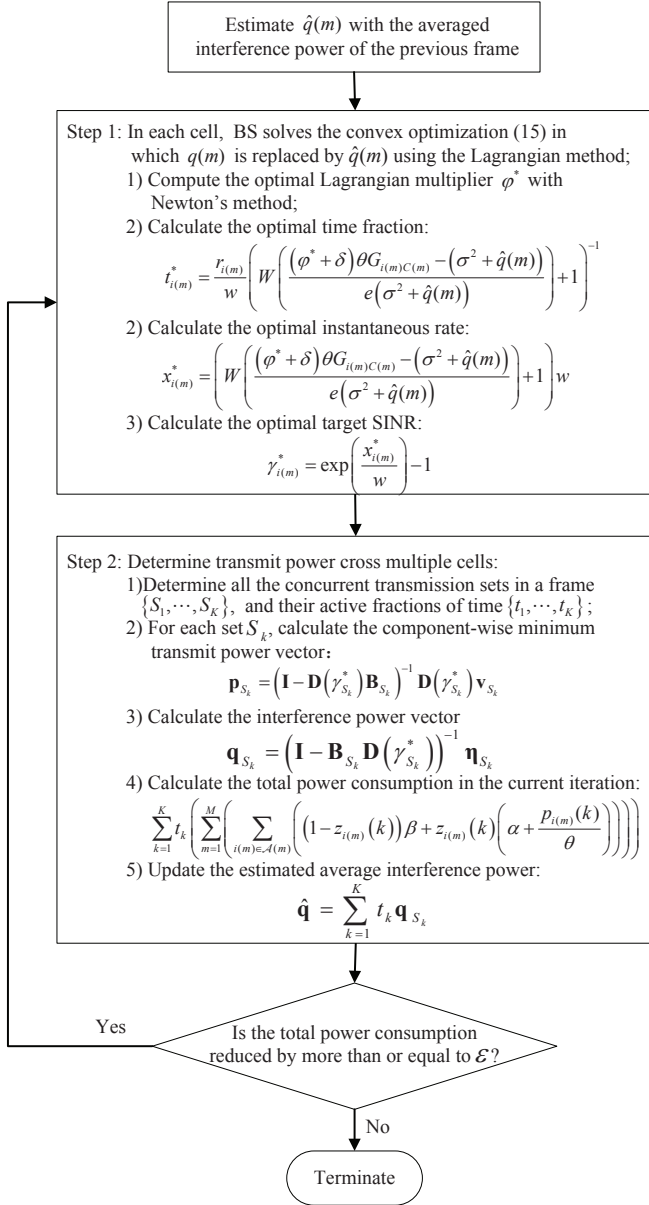 Estimate q̂(m) with the averaged
interference power of the previous frame
Step 1: In each cell, BS solves the convex optimization (15) in
which q(m) is replaced by q̂(m) using the Lagrangian method;
1) Compute the optimal Lagrangian multiplier φ* with
Newton's method;
2) Calculate the optimal time fraction:
t*_{i(m)} = r_{i(m)}/w (W(((φ* + δ)θG_{i(m)C(m)} − (σ² + q̂(m)))/(e(σ² + q̂(m)))) + 1)^{−1}
2) Calculate the optimal instantaneous rate:
x*_{i(m)} = (W(((φ* + δ)θG_{i(m)C(m)} − (σ² + q̂(m)))/(e(σ² + q̂(m)))) + 1) w
3) Calculate the optimal target SINR:
γ*_{i(m)} = exp(x*_{i(m)}/w) − 1
Step 2: Determine transmit power cross multiple cells:
1)Determine all the concurrent transmission sets in a frame
{S_1,⋯,S_K}, and their active fractions of time {t_1,⋯,t_K};
2) For each set S_k, calculate the component-wise minimum
transmit power vector：
p_{S_k} = (I − D(γ*_{S_k}) B_{S_k})^{−1} D(γ*_{S_k}) v_{S_k}
3) Calculate the interference power vector
q_{S_k} = (I − B_{S_k} D(γ*_{S_k}))^{−1} η_{S_k}
4) Calculate the total power consumption in the current iteration:
∑_{k=1}^{K} t_k (∑_{m=1}^{M} (∑_{i(m)∈A(m)} ((1 − z_{i(m)}(k))β + z_{i(m)}(k)(α + p_{i(m)}(k)/θ))))
5) Update the estimated average interference power:
q̂ = ∑_{k=1}^{K} t_k q_{S_k}
Yes
Is the total power consumption
reduced by more than or equal to ε?
No
Terminate